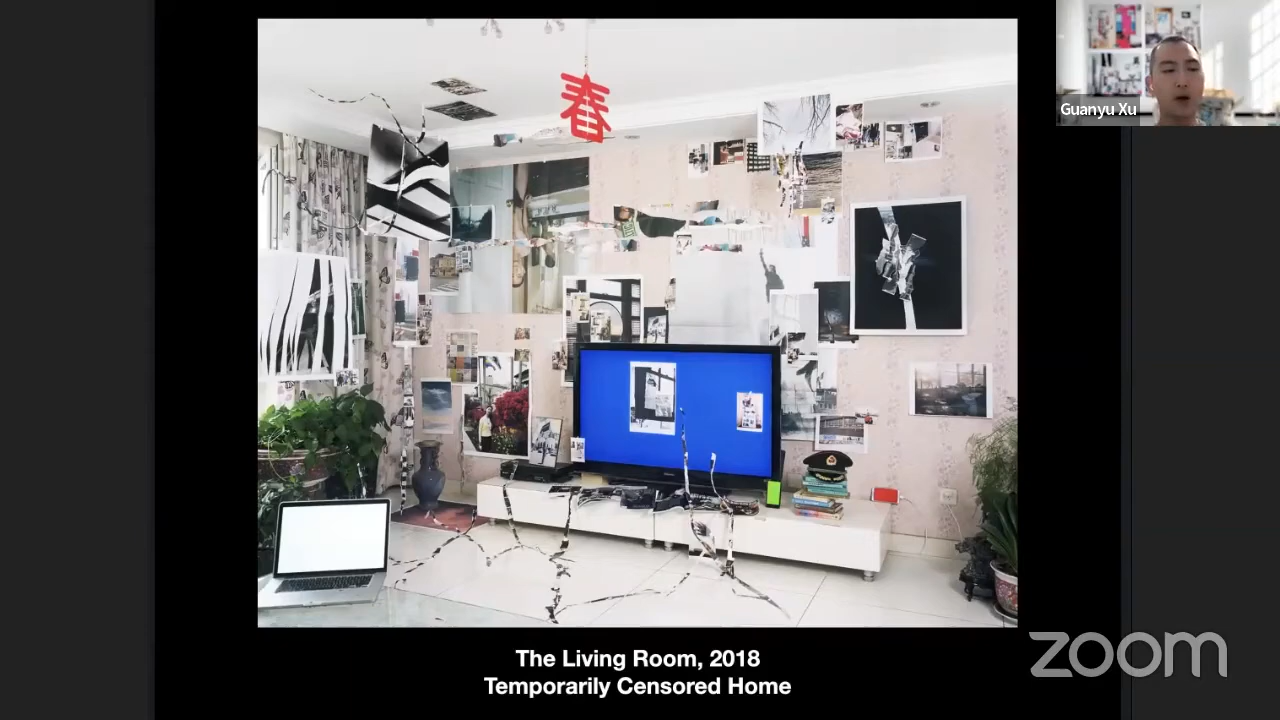 Guanyu Xu
春
The Living Room, 2018
Temporarily Censored Home
zoom